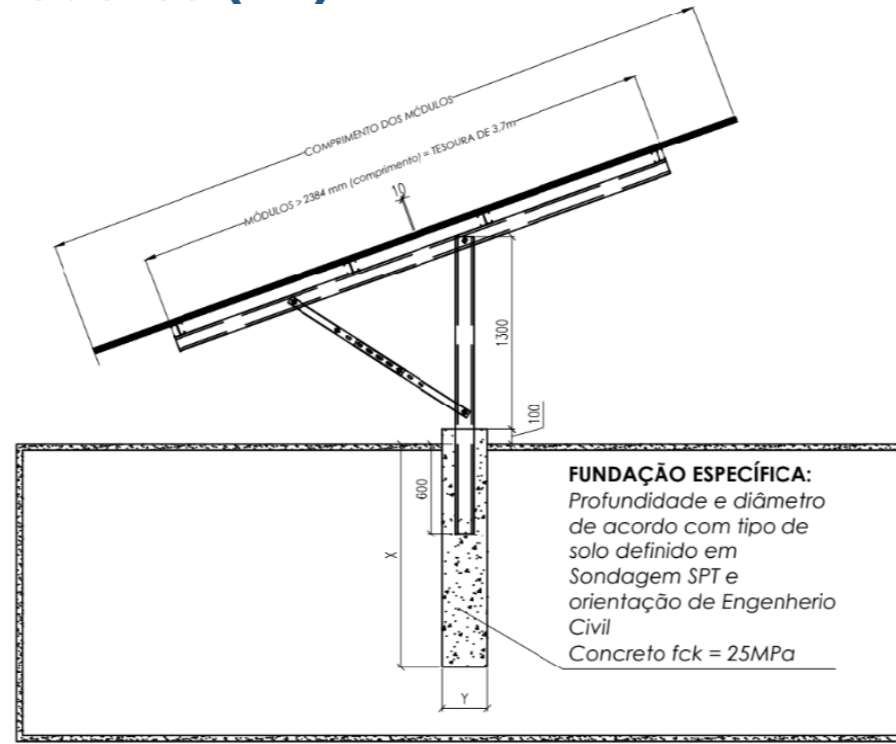 COMPRIMENTO DOS MÓDULOS
MÓDULOS > 2384 mm (comprimento) = TESOURA DE 3,7m
10
1300
100
600
X
Y
FUNDAÇÃO ESPECÍFICA:
Profundidade e diâmetro
de acordo com tipo de
solo definido em
Sondagem SPT e
orientação de Engenherio
Civil
Concreto fck = 25MPa